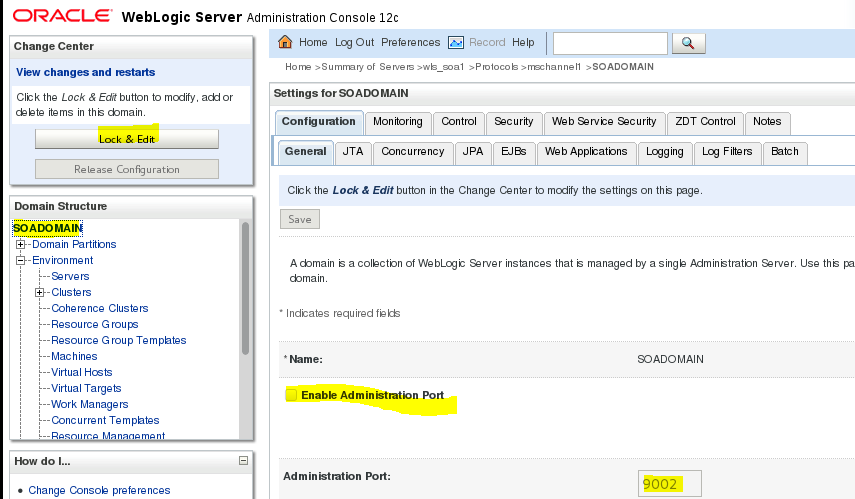 ORACLE WebLogic Server Administration Console 12c
Change Center
View changes and restarts
Click the Lock & Edit button to modify, add or
delete items in this domain.
Lock & Edit
Release Configuration
Domain Structure
SOADOMAIN
Domain Partitions
Environment
Servers
Clusters
Coherence Clusters
Resource Groups
Resource Group Templates
Machines
Virtual Hosts
Virtual Targets
Work Managers
Concurrent Templates
Resource Management
How do I...
Change Console preferences
Home Log Out Preferences Record Help
Home >Summary of Servers >wls_soa1 >Protocols >mschannel1 >SOADOMAIN
Settings for SOADOMAIN
Configuration Monitoring Control Security Web Service Security ZDT Control Notes
General JTA Concurrency JPA EJBs Web Applications Logging Log Filters Batch
Click the Lock & Edit button in the Change Center to modify the settings on this page.
Save
A domain is a collection of WebLogic Server instances that is managed by a single Administration Server. Use this pa
domain.
* Indicates required fields
* Name: SOADOMAIN
Enable Administration Port
Administration Port: 9002